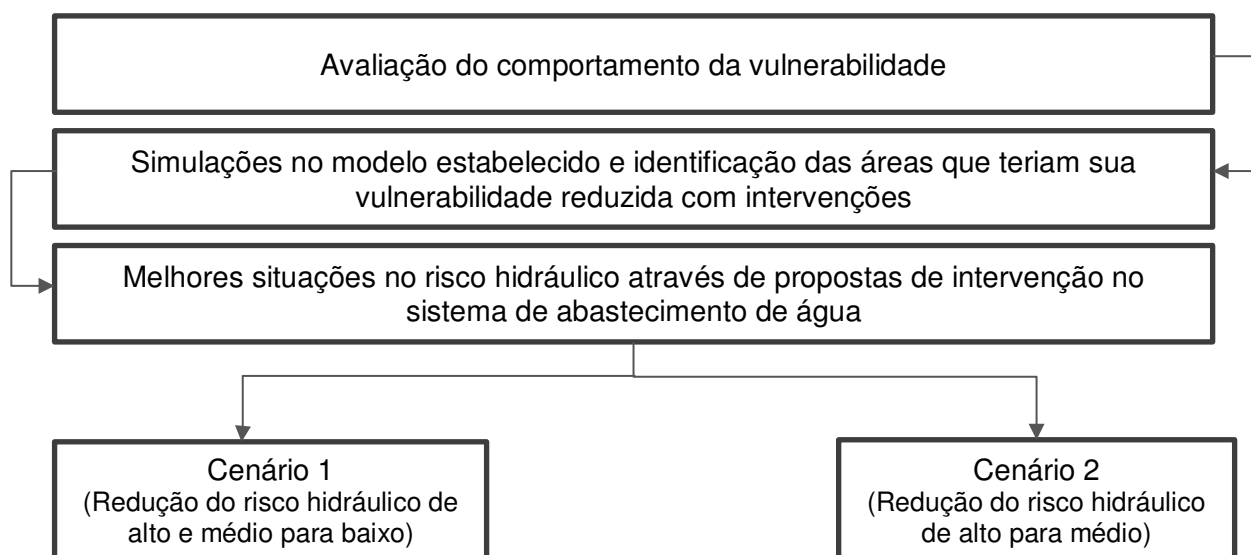 Avaliação do comportamento da vulnerabilidade
Simulações no modelo estabelecido e identificação das áreas que teriam sua
vulnerabilidade reduzida com intervenções
Melhores situações no risco hidráulico através de propostas de intervenção no
sistema de abastecimento de água
Cenário 1
(Redução do risco hidráulico de
alto e médio para baixo)
Cenário 2
(Redução do risco hidráulico
de alto para médio)